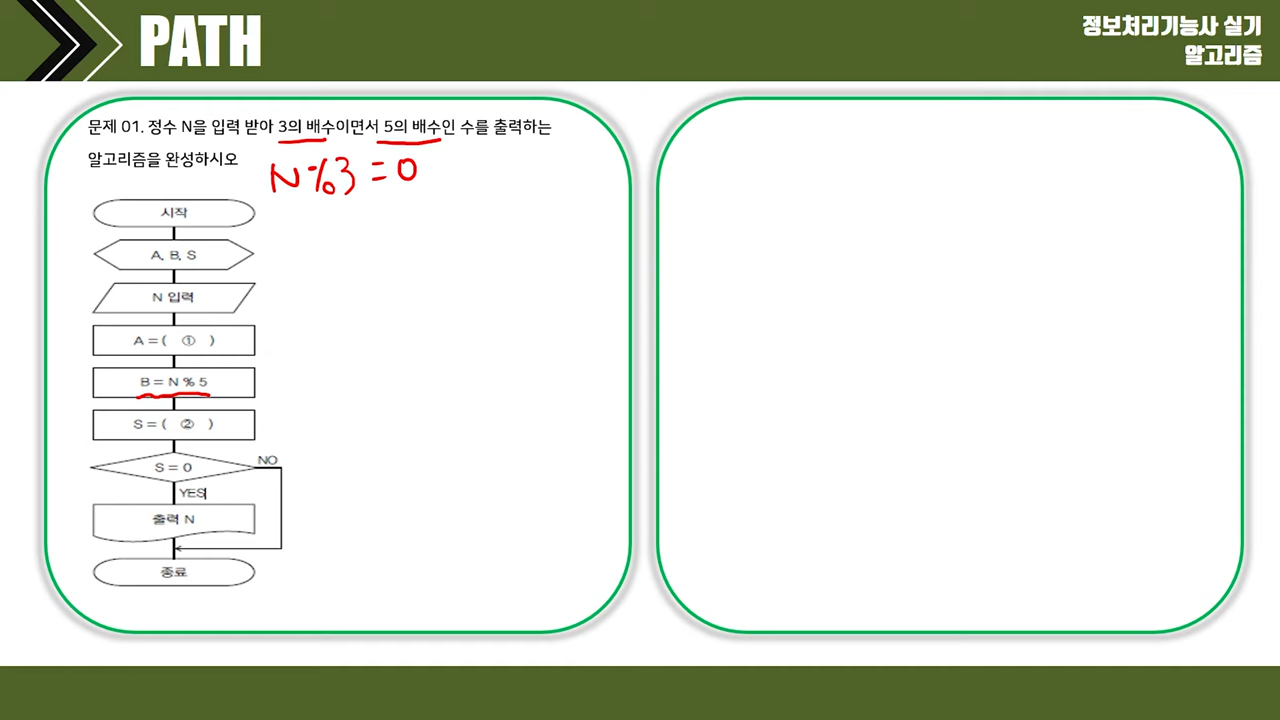 PATH
정보처리기능사 실기
알고리즘
문제 01. 정수 N을 입력 받아 3의 배수이면서 5의 배수인 수를 출력하는
알고리즘을 완성하시오
N%3 = 0
시작
A, B, S
N 입력
A = ( ① )
B = N % 5
S = ( ② )
S = 0
NO
YES
출력 N
종료